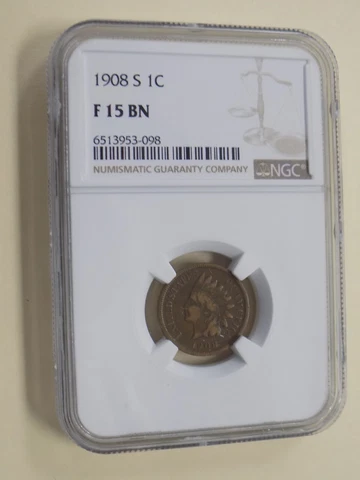 1908 S 1C
F 15 BN
6513953-098
NUMISMATIC GUARANTY COMPANY
NGC